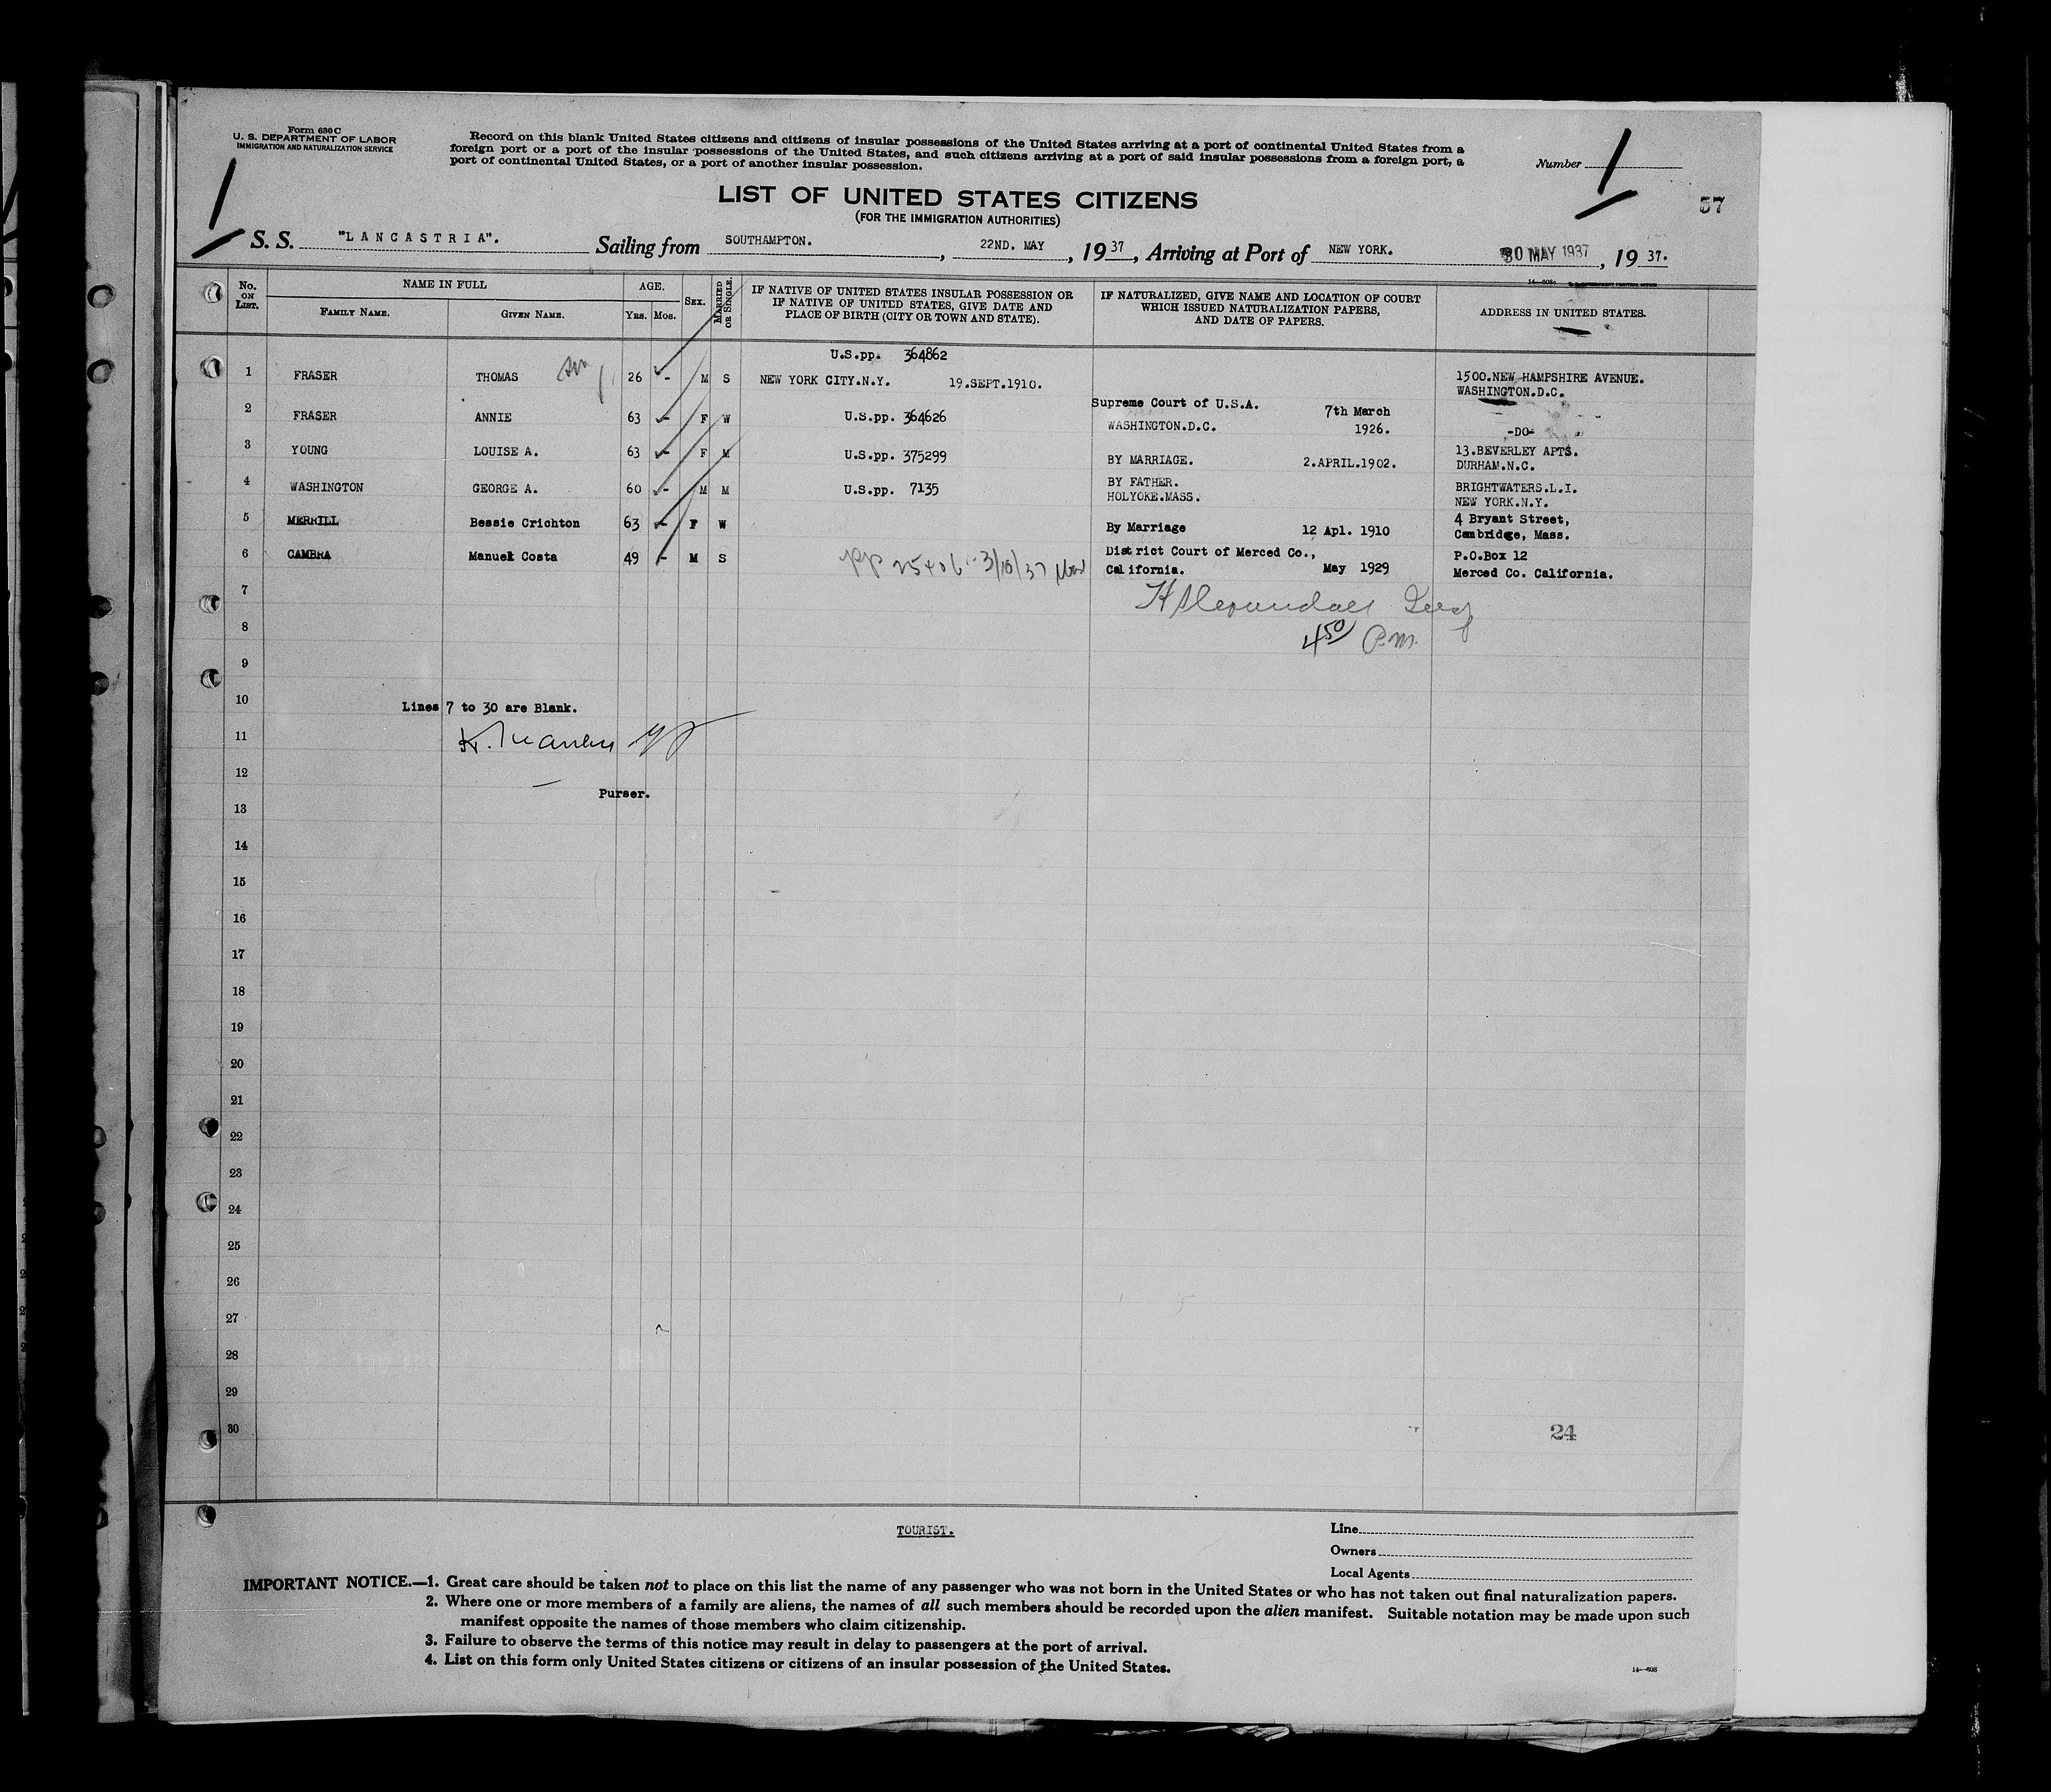 Form 630 C
U. S. DEPARTMENT OF LABOR
IMMIGRATION AND NATURALIZATION SERVICE
Record on this blank United States citizens and citizens of insular possessions of the United States arriving at a port of continental United States from a
foreign port or a port of the insular possessions of the United States, and such citizens arriving at a port of said insular possessions from a foreign port, a
port of continental United States, or a port of another insular possession.
Number 1
1
57
LIST OF UNITED STATES CITIZENS
(FOR THE IMMIGRATION AUTHORITIES)
S. S. "LANCASTRIA". Sailing from SOUTHAMPTON. , 22ND. MAY , 19 37 , Arriving at Port of NEW YORK. 30 MAY 1937 , 19 37.
No. ON LIST. NAME IN FULL AGE. SEX. MARRIED OR SINGLE. IF NATIVE OF UNITED STATES INSULAR POSSESSION OR IF NATIVE OF UNITED STATES, GIVE DATE AND PLACE OF BIRTH (CITY OR TOWN AND STATE). IF NATURALIZED, GIVE NAME AND LOCATION OF COURT WHICH ISSUED NATURALIZATION PAPERS, AND DATE OF PAPERS. ADDRESS IN UNITED STATES.
FAMILY NAME. GIVEN NAME. YRS. MOS.
U.S.pp. 364862
1 FRASER THOMAS 26 - M S NEW YORK CITY.N.Y. 19.SEPT.1910. 1500.NEW HAMPSHIRE AVENUE.
WASHINGTON.D.C.
Supreme Court of U.S.A. 7th March
2 FRASER ANNIE 63 - F W U.S.pp. 364626 WASHINGTON.D.C. 1926. -DO-
3 YOUNG LOUISE A. 63 - F M U.S.pp. 375299 BY MARRIAGE. 2.APRIL.1902. 13.BEVERLEY APTS.
DURHAM.N.C.
4 WASHINGTON GEORGE A. 60 - M M U.S.pp. 7135 BY FATHER. BRIGHTWATERS.L.I.
HOLYOKE.MASS. NEW YORK.N.Y.
5 MERRILL Bessie Crichton 63 - F W By Marriage 12 Apl. 1910 4 Bryant Street,
Cambridge, Mass.
6 CAMBRA Manuel Costa 49 - M S District Court of Merced Co., P.O.Box 12
California. May 1929 Merced Co. California.
pp 3/10/37
7
4 50 P.m.
8
9
10
Lines 7 to 30 are Blank.
11
12
Purser.
13
14
15
16
17
18
19
20
21
22
23
24
25
26
27
28
29
30
24
TOURIST.
Line
Owners
Local Agents
IMPORTANT NOTICE.—1. Great care should be taken not to place on this list the name of any passenger who was not born in the United States or who has not taken out final naturalization papers.
2. Where one or more members of a family are aliens, the names of all such members should be recorded upon the alien manifest. Suitable notation may be made upon such
manifest opposite the names of those members who claim citizenship.
3. Failure to observe the terms of this notice may result in delay to passengers at the port of arrival.
4. List on this form only United States citizens or citizens of an insular possession of the United States.